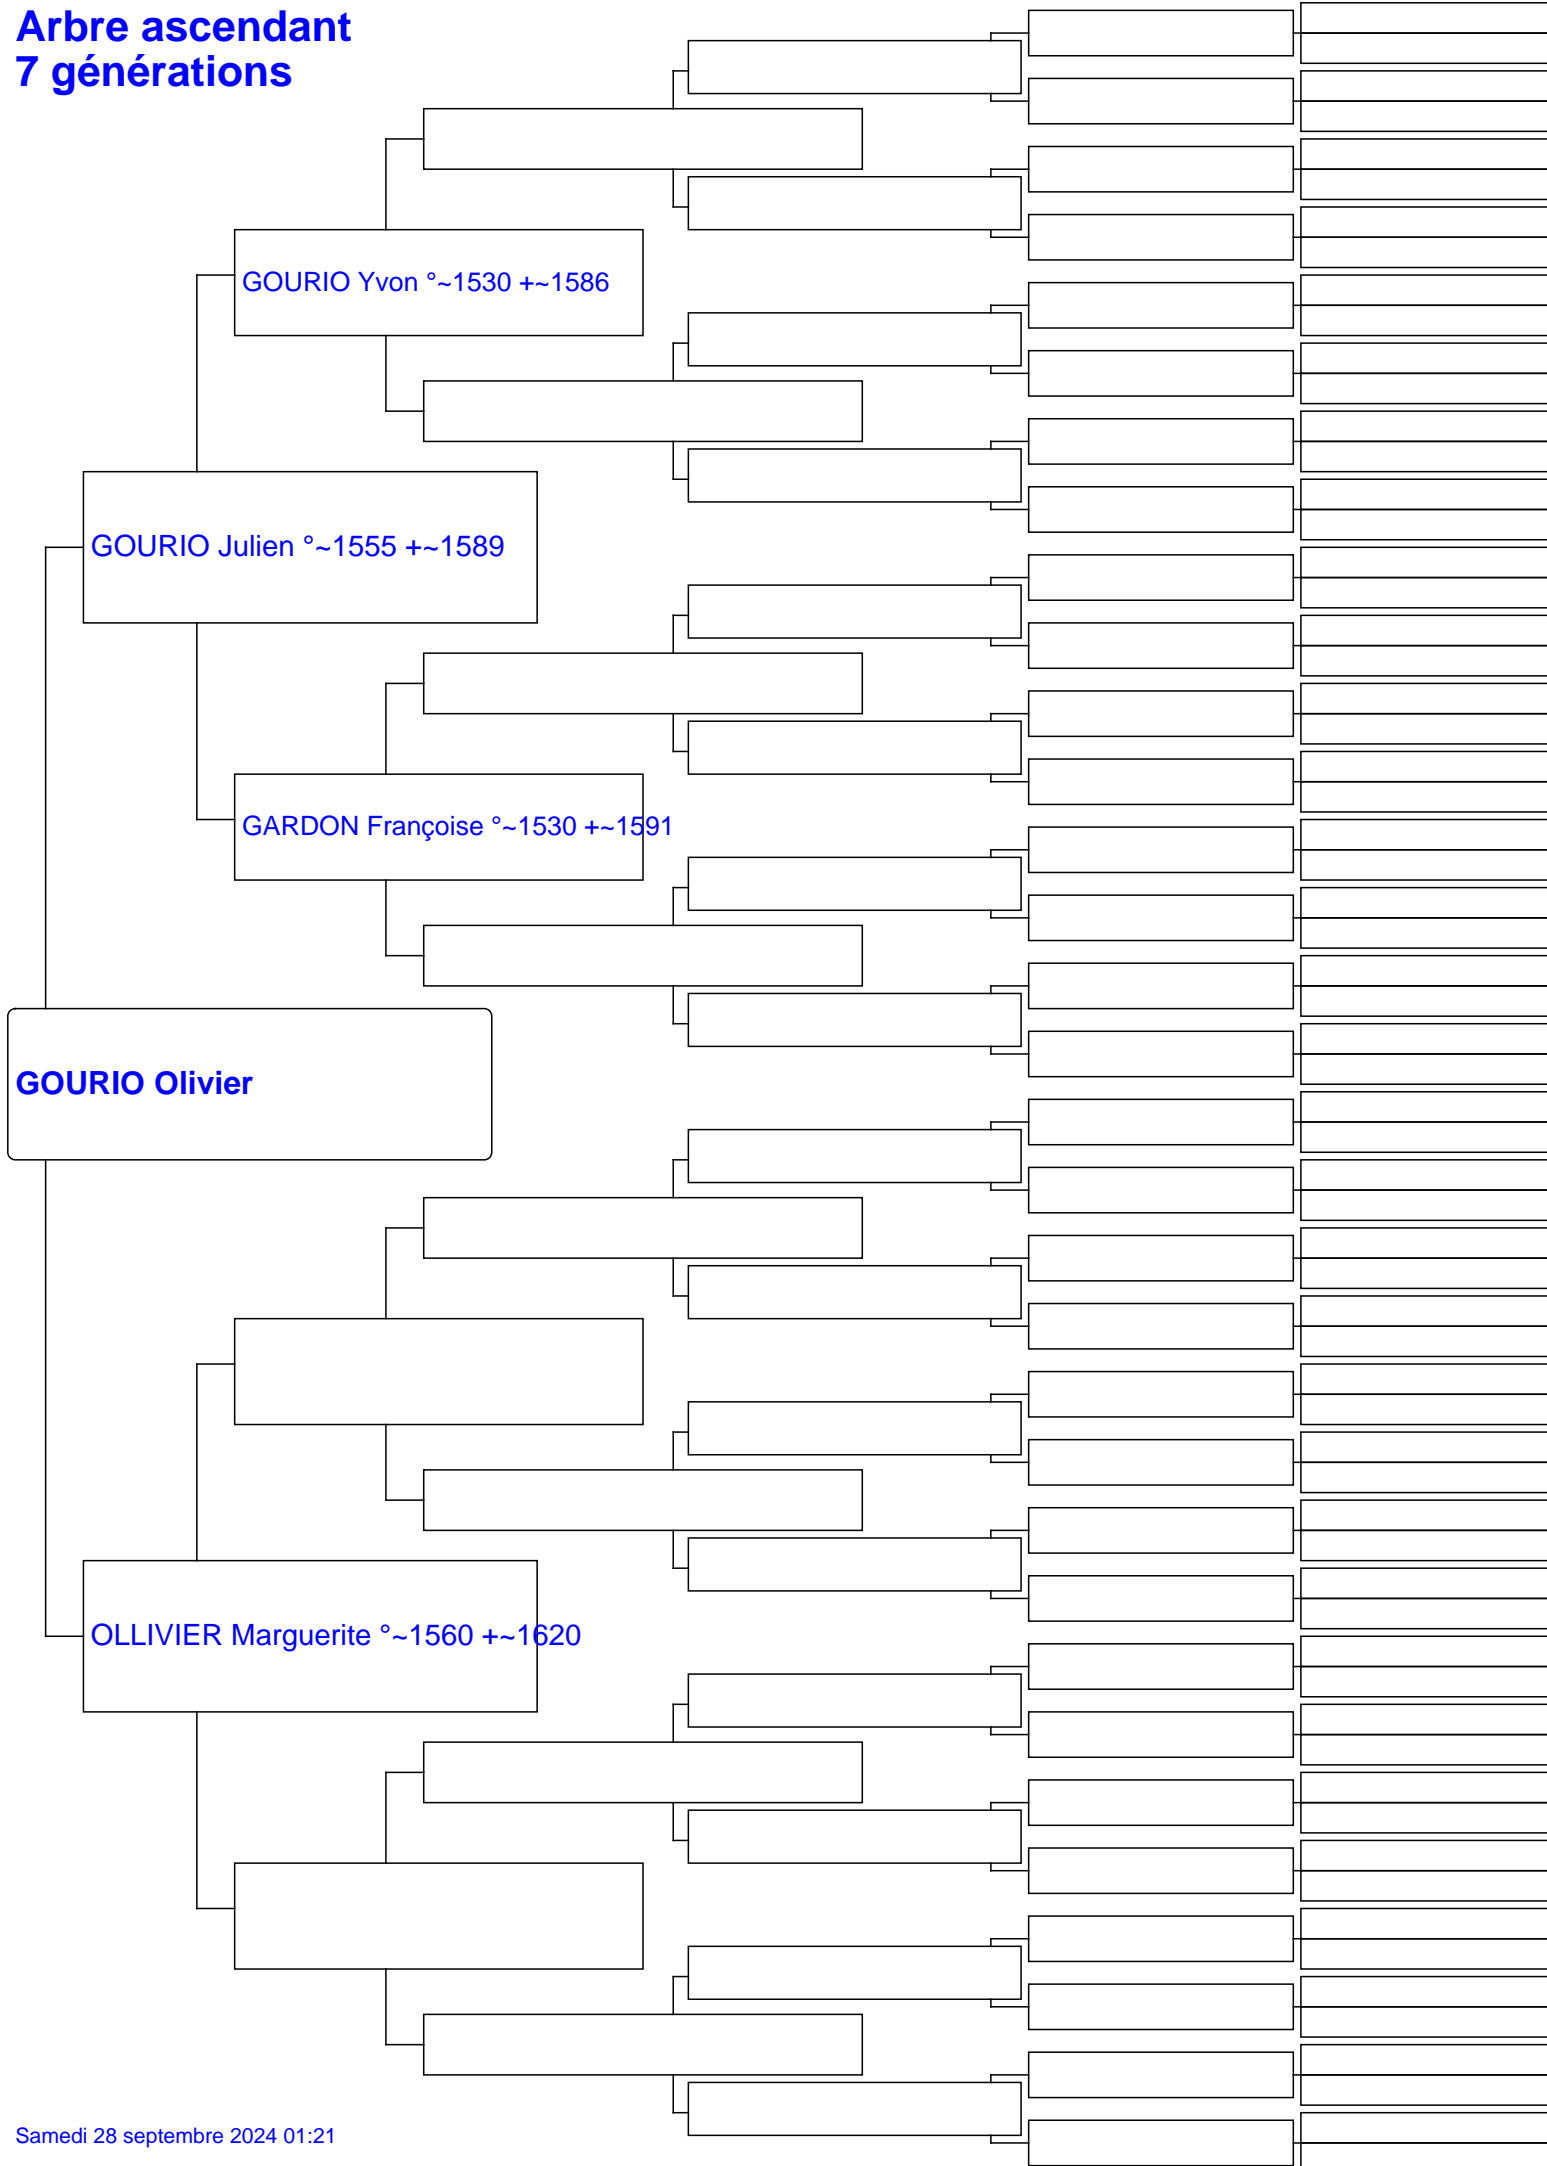 Arbre ascendant
7 générations
GOURIO Yvon °~1530 +~1586
GOURIO Julien °~1555 +~1589
GARDON Françoise °~1530 +~1591
GOURIO Olivier
OLLIVIER Marguerite °~1560 +~1620
Samedi 28 septembre 2024 01:21